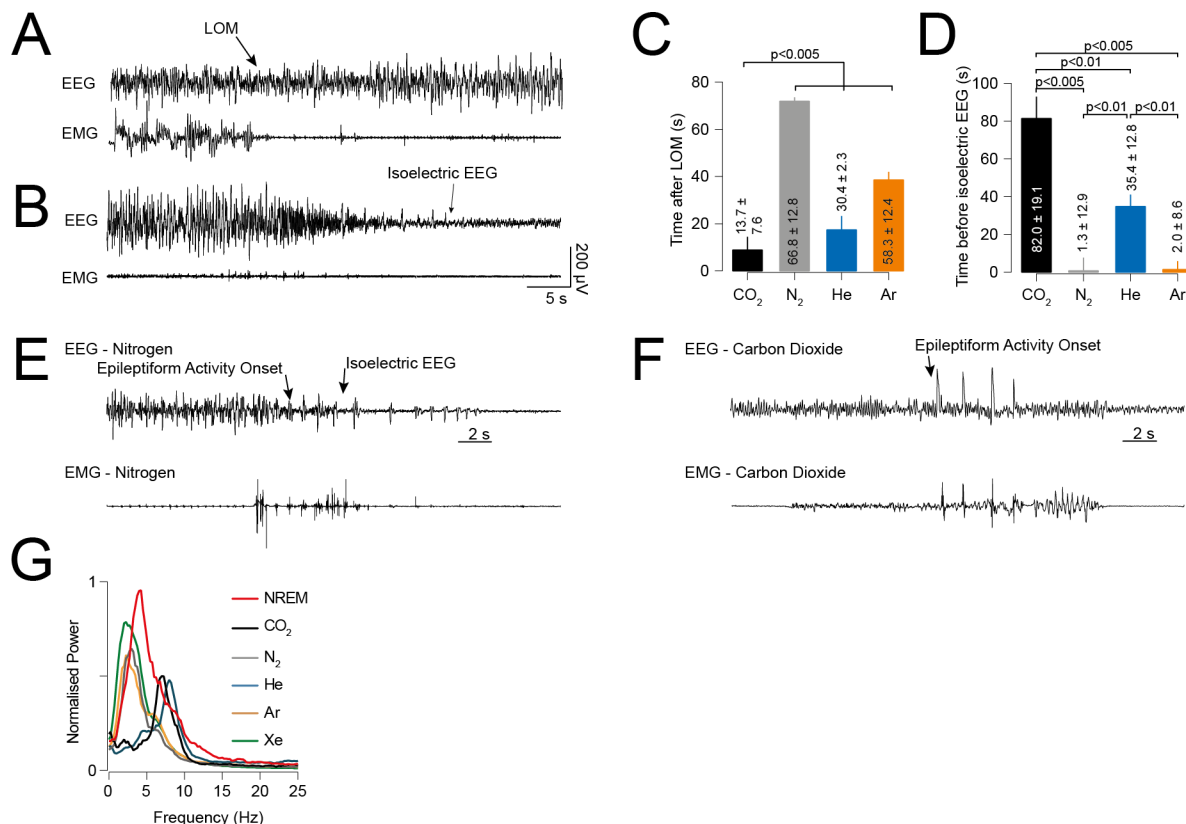 A
LOM
EEG
EMG
B
Isoelectric EEG
EEG
EMG
200 µV
5 s
C
p<0.005
Time after LOM (s)
80
60
40
20
0
13.7 ±
7.6
66.8 ± 12.8
30.4 ± 2.3
58.3 ± 12.4
CO₂ N₂ He Ar
D
p<0.005
p<0.01
p<0.005
p<0.01 p<0.01
Time before isoelectric EEG (s)
100
80
60
40
20
0
82.0 ± 19.1
1.3 ± 12.9
35.4 ± 12.8
2.0 ± 8.6
CO₂ N₂ He Ar
E
EEG - Nitrogen
Epileptiform Activity Onset
Isoelectric EEG
2 s
EMG - Nitrogen
F
EEG - Carbon Dioxide
Epileptiform Activity Onset
2 s
EMG - Carbon Dioxide
G
Normalised Power
1
0
NREM
CO₂
N₂
He
Ar
Xe
0 5 10 15 20 25
Frequency (Hz)